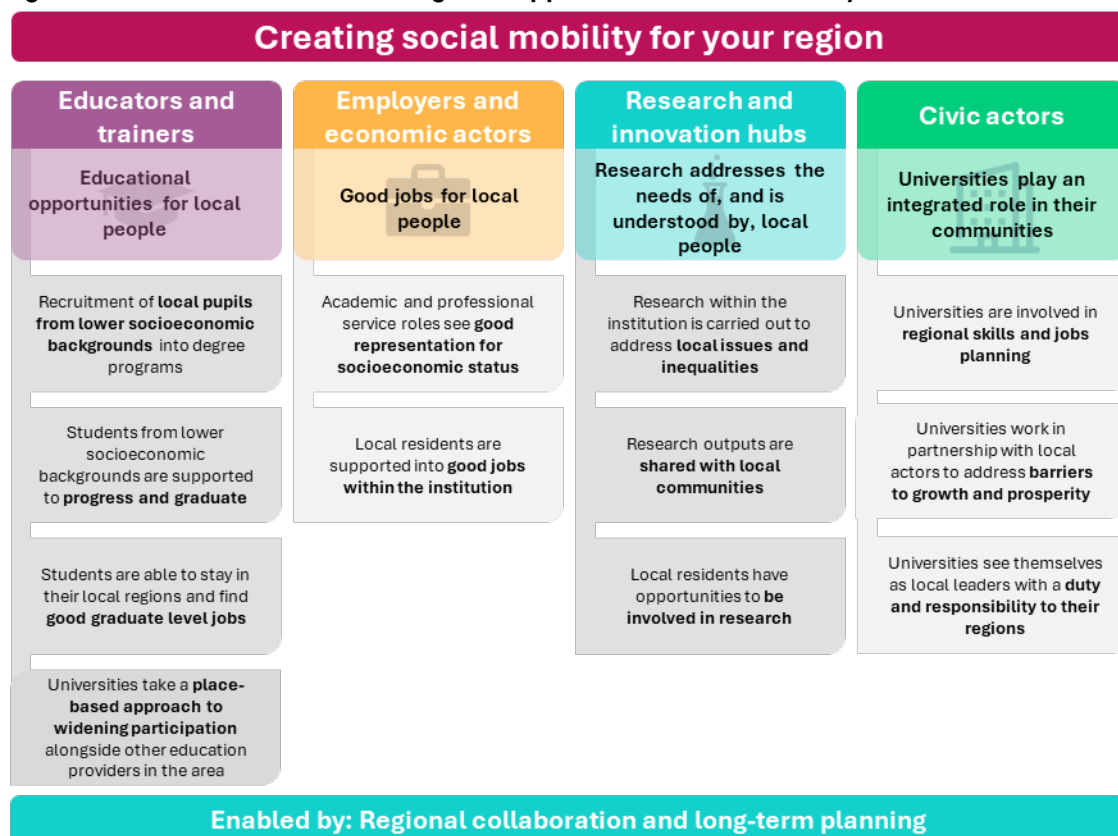 Creating social mobility for your region
Educators and
trainers
Educational
opportunities for local
people
Recruitment of local pupils
from lower socioeconomic
backgrounds into degree
programs
Students from lower
socioeconomic
backgrounds are supported
to progress and graduate
Students are able to stay in
their local regions and find
good graduate level jobs
Universities take a place-
based approach to
widening participation
alongside other education
providers in the area
Employers and
economic actors
Good jobs for local
people
Academic and professional
service roles see good
representation for
socioeconomic status
Local residents are
supported into good jobs
within the institution
Research and
innovation hubs
Research addresses the
needs of, and is
understood by, local
people
Research within the
institution is carried out to
address local issues and
inequalities
Research outputs are
shared with local
communities
Local residents have
opportunities to be
involved in research
Civic actors
Universities play an
integrated role in their
communities
Universities are involved in
regional skills and jobs
planning
Universities work in
partnership with local
actors to address barriers
to growth and prosperity
Universities see themselves
as local leaders with a duty
and responsibility to their
regions
Enabled by: Regional collaboration and long-term planning